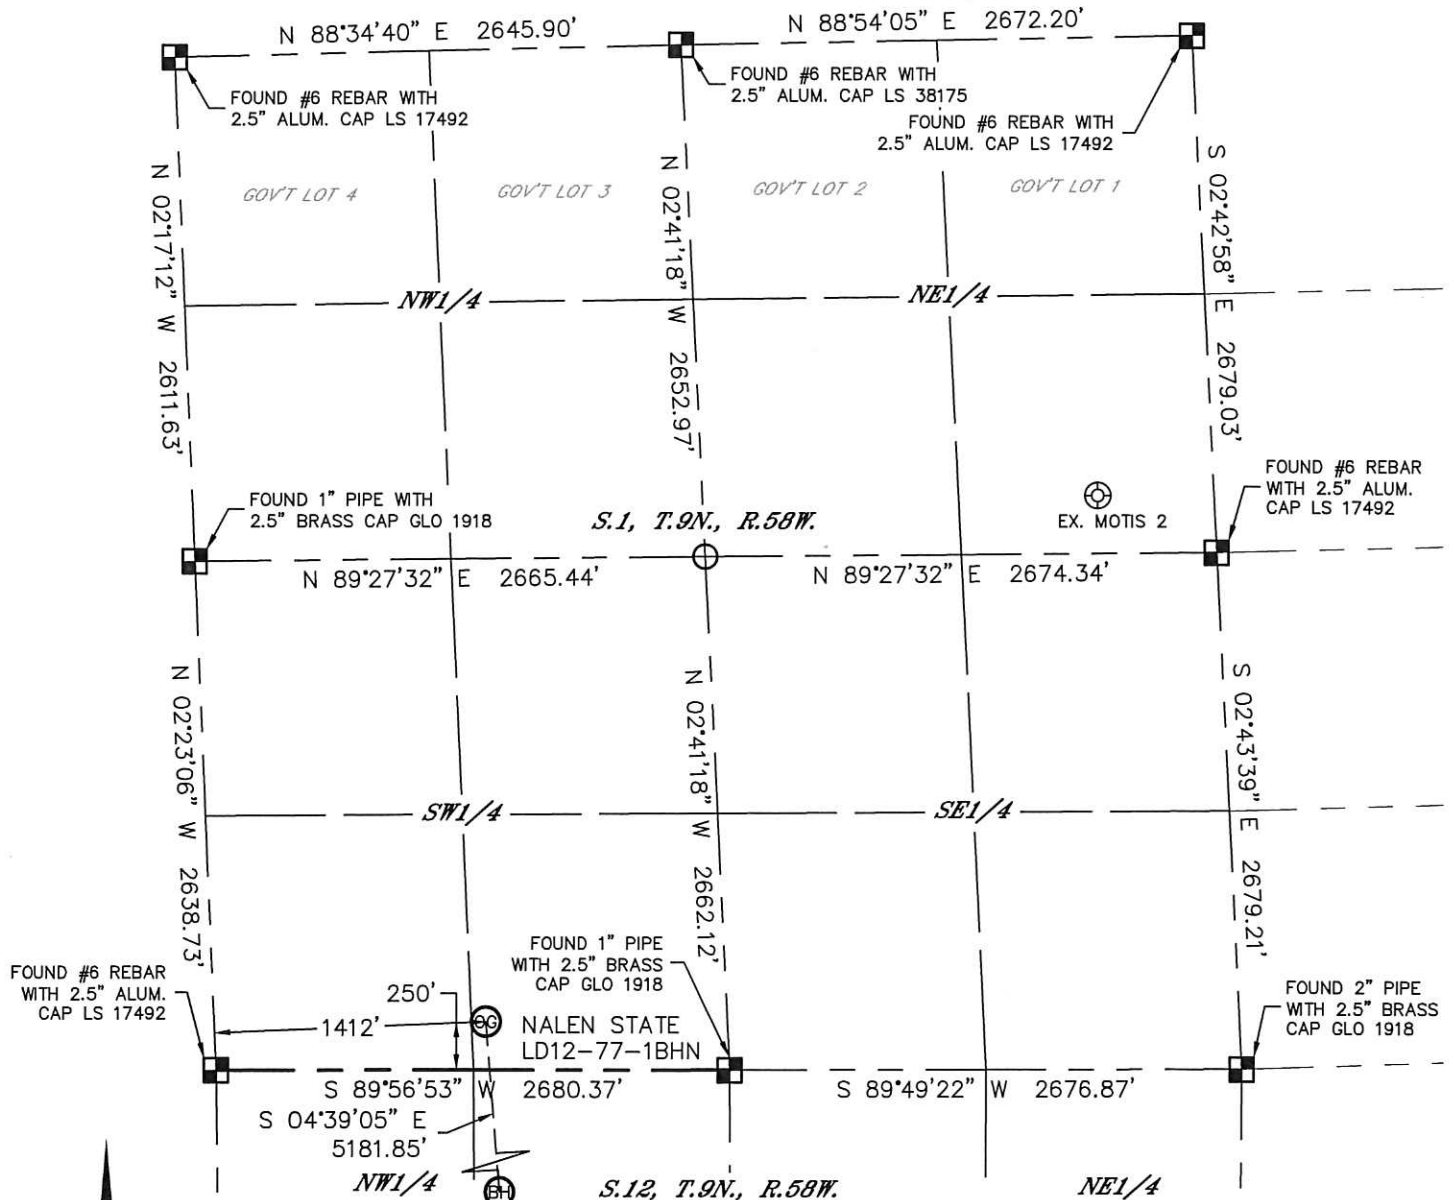 N 88°34'40" E 2645.90'
N 88°54'05" E 2672.20'
FOUND #6 REBAR WITH
2.5" ALUM. CAP LS 17492
FOUND #6 REBAR WITH
2.5" ALUM. CAP LS 38175
FOUND #6 REBAR WITH
2.5" ALUM. CAP LS 17492
N 02°17'12" W 2611.63'
GOV'T LOT 4
GOV'T LOT 3
N 02°41'18" W 2652.97'
GOV'T LOT 2
GOV'T LOT 1
S 02°42'58" E 2679.03'
NW1/4
NE1/4
FOUND 1" PIPE WITH
2.5" BRASS CAP GLO 1918
S.1, T.9N., R.58W.
EX. MOTIS 2
FOUND #6 REBAR
WITH 2.5" ALUM.
CAP LS 17492
N 89°27'32" E 2665.44'
N 89°27'32" E 2674.34'
N 02°23'06" W 2638.73'
N 02°41'18" W 2662.12'
S 02°43'39" E 2679.21'
SW1/4
SE1/4
FOUND #6 REBAR
WITH 2.5" ALUM.
CAP LS 17492
FOUND 1" PIPE
WITH 2.5" BRASS
CAP GLO 1918
FOUND 2" PIPE
WITH 2.5" BRASS
CAP GLO 1918
250'
1412'
OG
NALEN STATE
LD12-77-1BHN
S 89°56'53" W 2680.37'
S 89°49'22" W 2676.87'
S 04°39'05" E
5181.85'
NW1/4
BH
S.12, T.9N., R.58W.
NE1/4